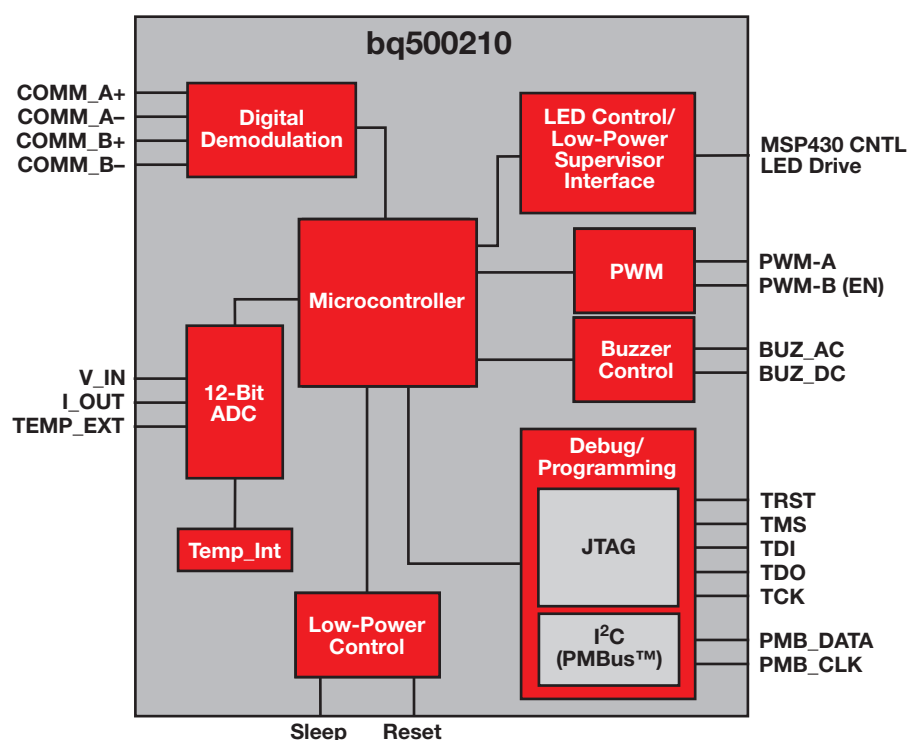 bq500210
COMM_A+
COMM_A–
COMM_B+
COMM_B–
Digital
Demodulation
LED Control/
Low-Power
Supervisor
Interface
MSP430 CNTL
LED Drive
Microcontroller
PWM
PWM-A
PWM-B (EN)
Buzzer
Control
BUZ_AC
BUZ_DC
V_IN
I_OUT
TEMP_EXT
12-Bit
ADC
Temp_Int
Debug/
Programming
JTAG
TRST
TMS
TDI
TDO
TCK
I²C
(PMBus™)
PMB_DATA
PMB_CLK
Low-Power
Control
Sleep
Reset